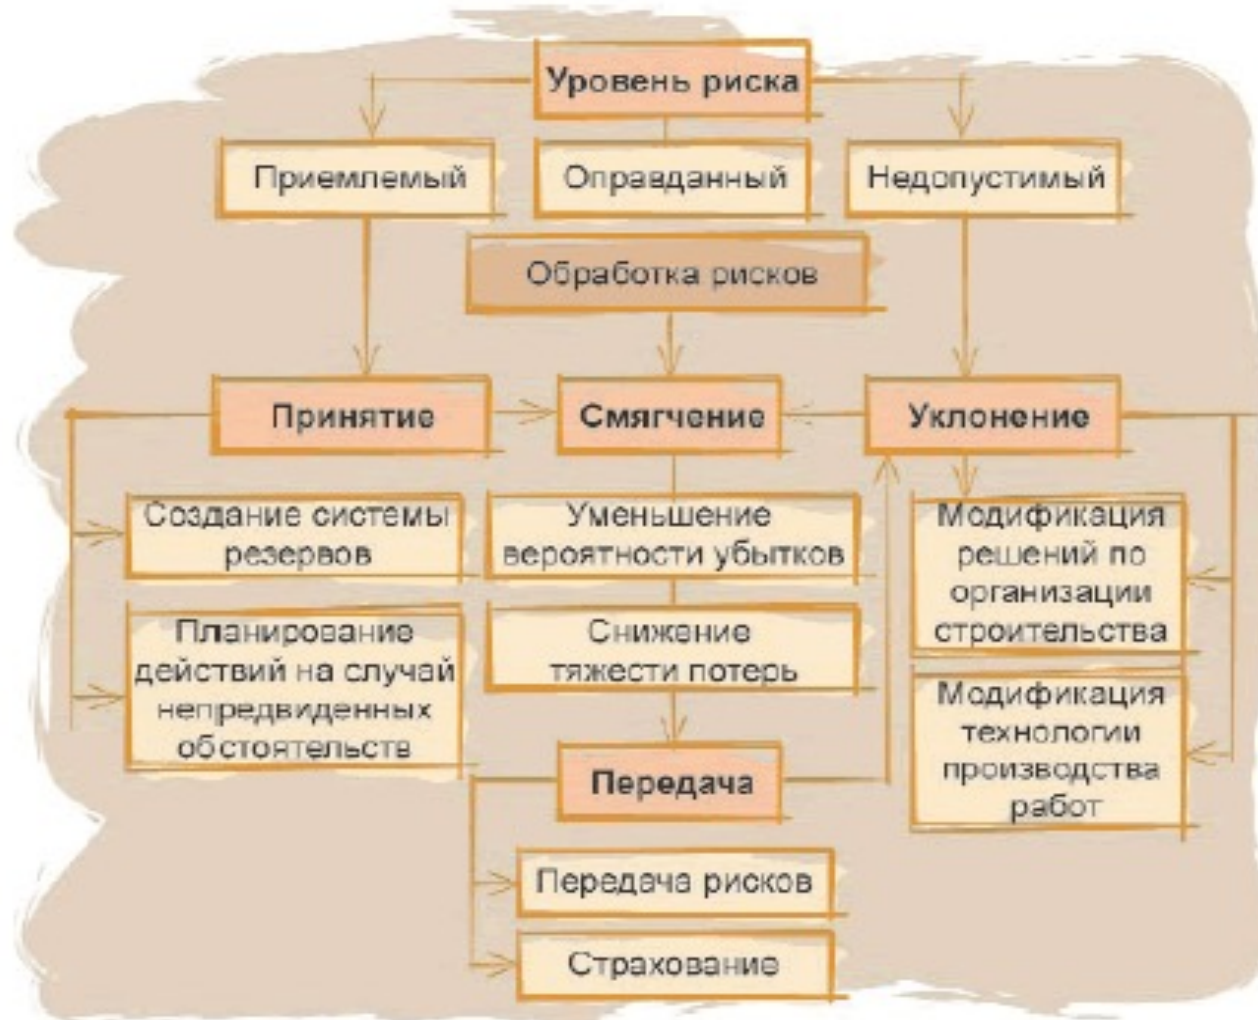 Уровень риска
Приемлемый
Оправданный
Недопустимый
Обработка рисков
Принятие
Смягчение
Уклонение
Создание системы
резервов
Планирование
действий на случай
непредвиденных
обстоятельств
Уменьшение
вероятности убытков
Снижение
тяжести потерь
Модификация
решений по
организации
строительства
Модификация
технологии
производства
работ
Передача
Передача рисков
Страхование